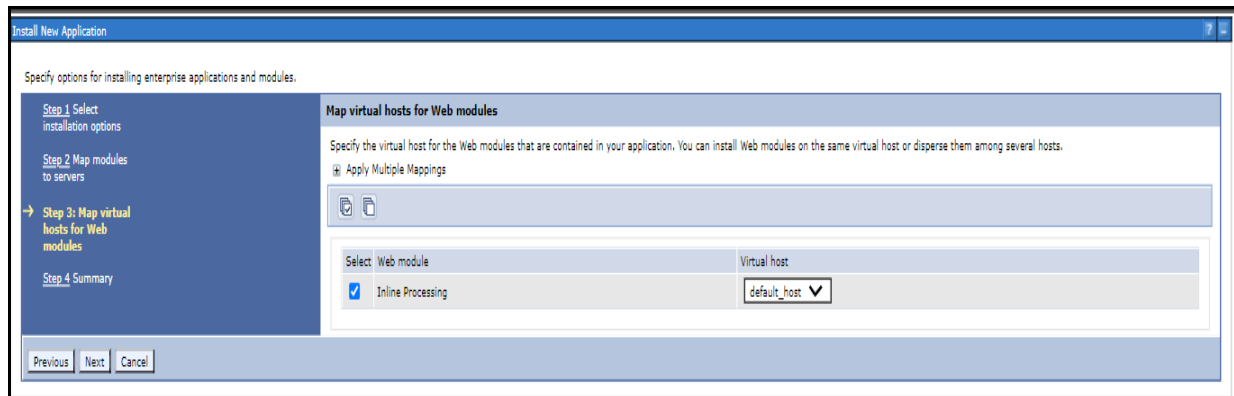 Install New Application
? –
Specify options for installing enterprise applications and modules.
Step 1 Select
installation options
Step 2 Map modules
to servers
Step 3: Map virtual
hosts for Web
modules
Step 4 Summary
Map virtual hosts for Web modules
Specify the virtual host for the Web modules that are contained in your application. You can install Web modules on the same virtual host or disperse them among several hosts.
Apply Multiple Mappings
Select Web module Virtual host
Inline Processing default_host
Previous Next Cancel